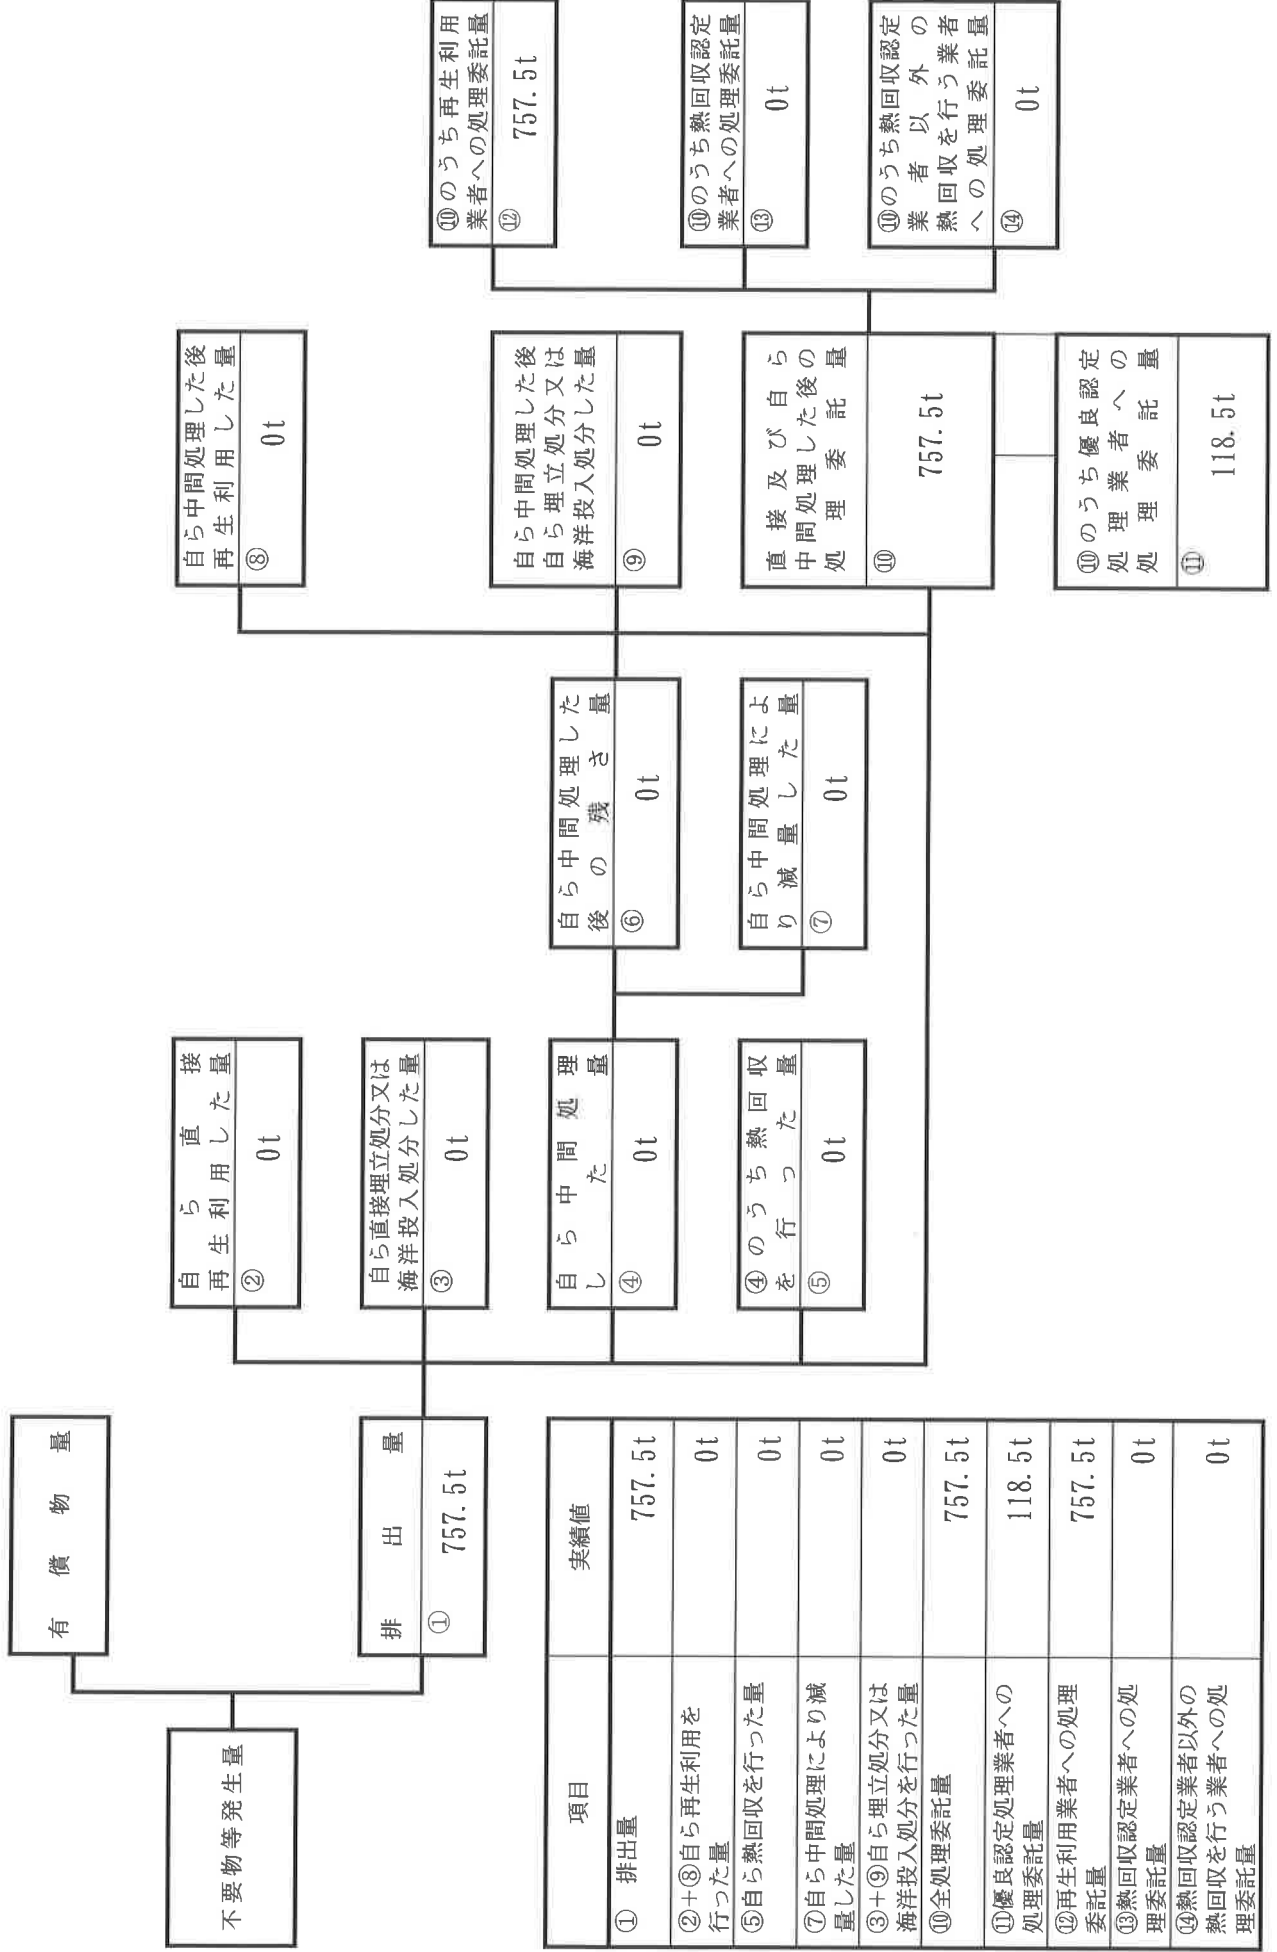 不要物等発生量
有償物量
排出量
①
757.5t
自ら直接
再生利用した量
②
0t
自ら直接埋立処分又は
海洋投入処分した量
③
0t
自ら中間処理
した量
④
0t
④のうち熱回収
を行った量
⑤
0t
自ら中間処理した
後の残さ量
⑥
0t
自ら中間処理によ
り減量した量
⑦
0t
自ら中間処理した後
再生利用した量
⑧
0t
自ら中間処理した後
自ら埋立処分又は
海洋投入処分した量
⑨
0t
直接及び自ら
中間処理した後の
処理委託量
⑩
757.5t
⑩のうち優良認定
処理業者への
処理委託量
⑪
118.5t
⑩のうち再生利用
業者への処理委託量
⑫
757.5t
⑩のうち熱回収認定
業者への処理委託量
⑬
0t
⑩のうち熱回収認定
業者以外の
熱回収を行う業者
への処理委託量
⑭
0t
項目 実績値
① 排出量 757.5t
②+⑧自ら再生利用を
行った量 0t
⑤自ら熱回収を行った量 0t
⑦自ら中間処理により減
量した量 0t
③+⑨自ら埋立処分又は
海洋投入処分を行った量 0t
⑩全処理委託量 757.5t
⑪優良認定処理業者への
処理委託量 118.5t
⑫再生利用業者への処理
委託量 757.5t
⑬熱回収認定業者への処
理委託量 0t
⑭熱回収認定業者以外の
熱回収を行う業者への処
理委託量 0t